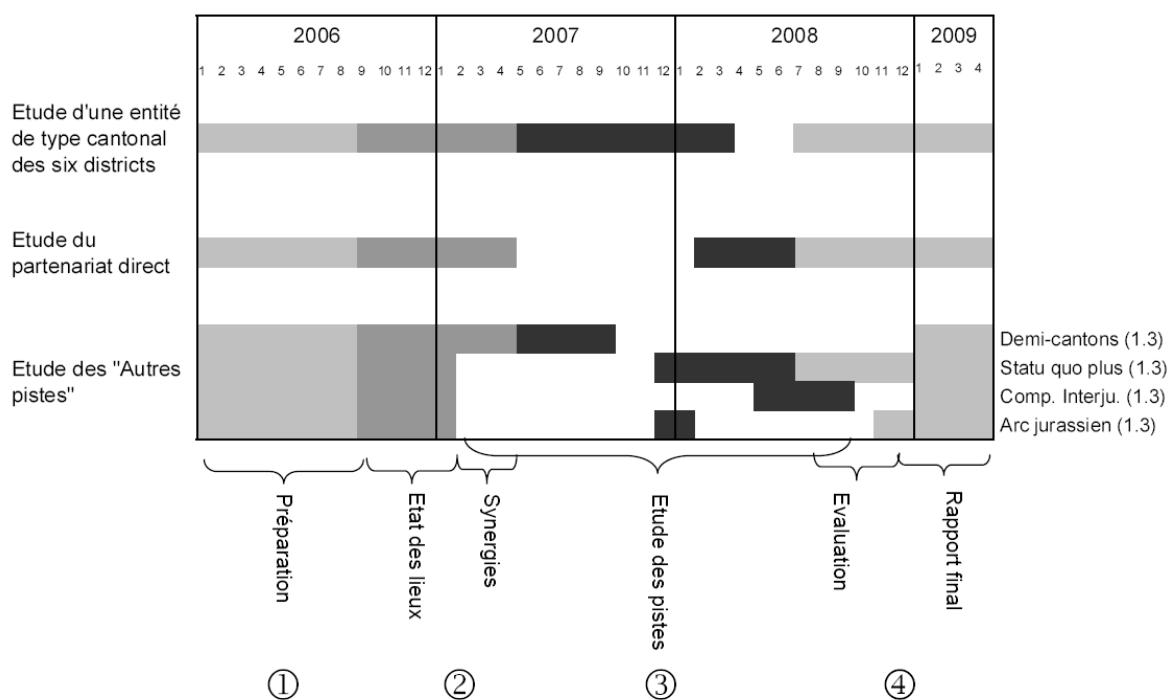 2006 2007 2008 2009
1 2 3 4 5 6 7 8 9 10 11 12 1 2 3 4 5 6 7 8 9 10 11 12 1 2 3 4 5 6 7 8 9 10 11 12 1 2 3 4
Etude d'une entité
de type cantonal
des six districts
Etude du
partenariat direct
Etude des "Autres
pistes"
Demi-cantons (1.3)
Statu quo plus (1.3)
Comp. Interju. (1.3)
Arc jurassien (1.3)
Préparation
Etat des lieux
Synergies
Etude des pistes
Evaluation
Rapport final
① ② ③ ④